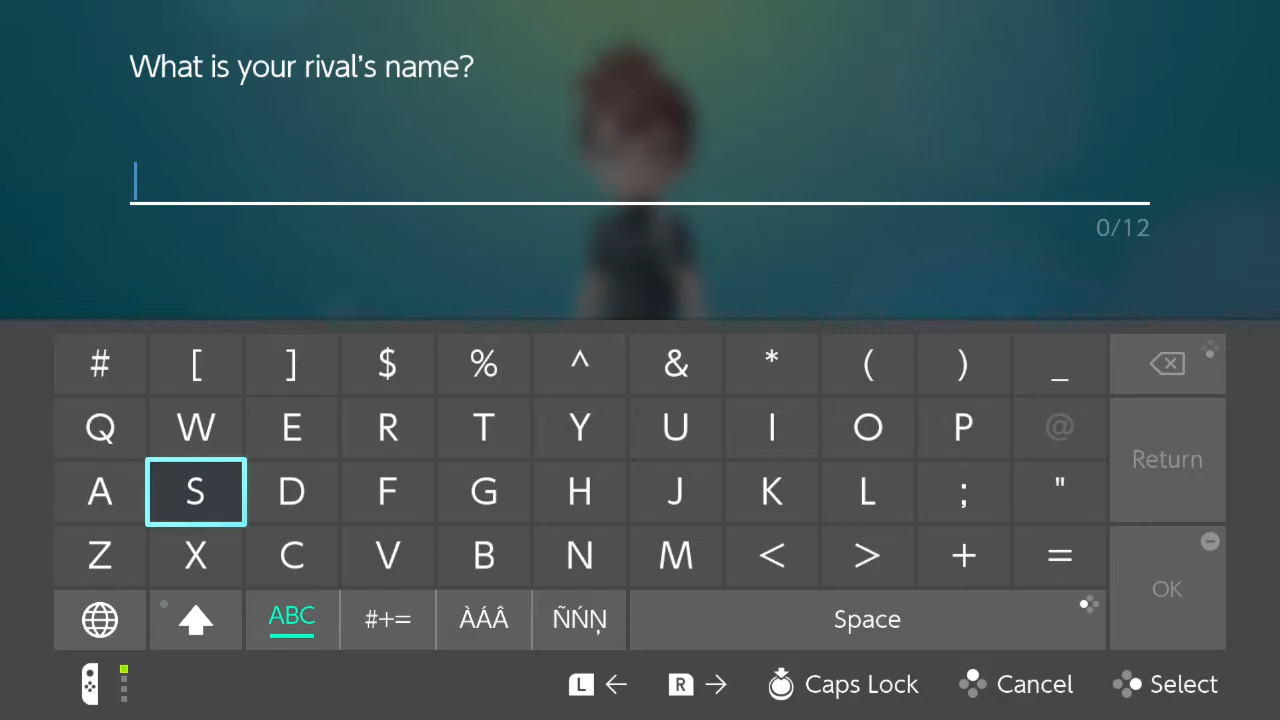 What is your rival's name?
0/12
# [ ] $ % ^ & * ( ) _
Q W E R T Y U I O P @
A S D F G H J K L ; " Return
Z X C V B N M < > + =
ABC #+= ÀÁÂ ÑŃŅ Space OK
L ← R → Caps Lock Cancel Select